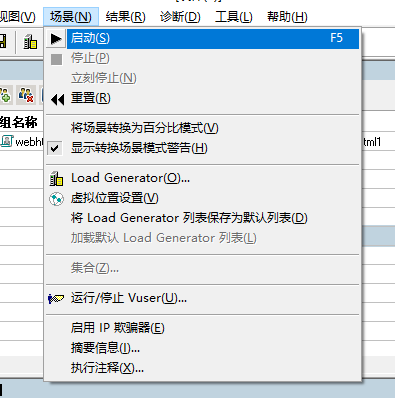 视图(V) 场景(N) 结果(R) 诊断(D) 工具(L) 帮助(H)
启动(S) F5
停止(P)
立刻停止(N)
重置(R)
组名称
将场景转换为百分比模式(V)
webht
显示转换场景模式警告(H)
tml1
Load Generator(O)...
虚拟位置设置(V)
将 Load Generator 列表保存为默认列表(D)
加载默认 Load Generator 列表(L)
集合(Z)...
运行/停止 Vuser(U)...
启用 IP 欺骗器(E)
摘要信息(I)...
执行注释(X)...